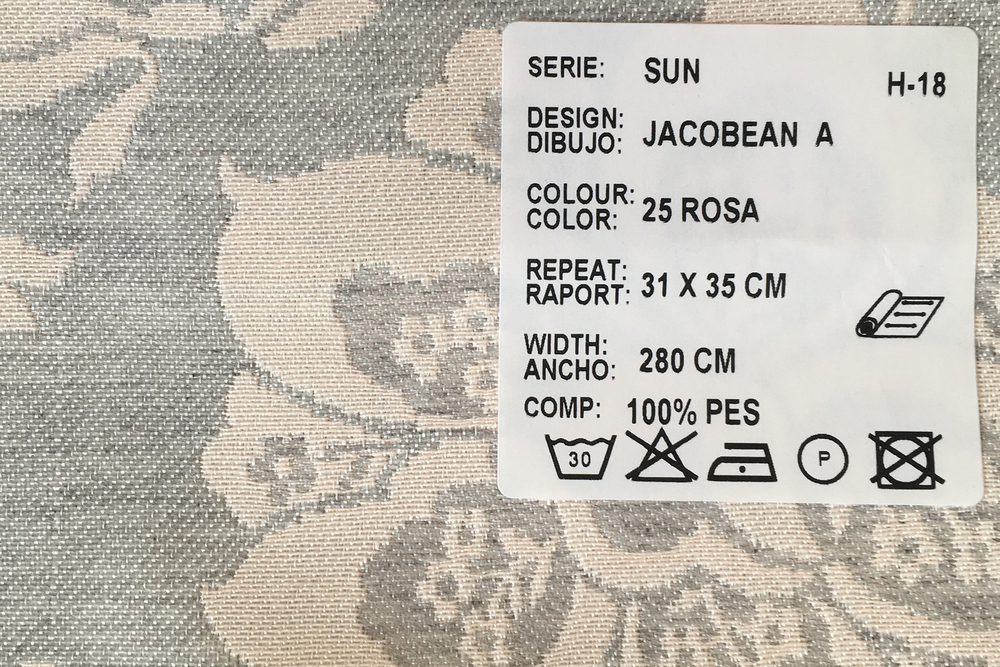 SERIE: SUN H-18
DESIGN:
DIBUJO: JACOBEAN A
COLOUR:
COLOR: 25 ROSA
REPEAT:
RAPORT: 31 X 35 CM
WIDTH:
ANCHO: 280 CM
COMP: 100% PES
30 P